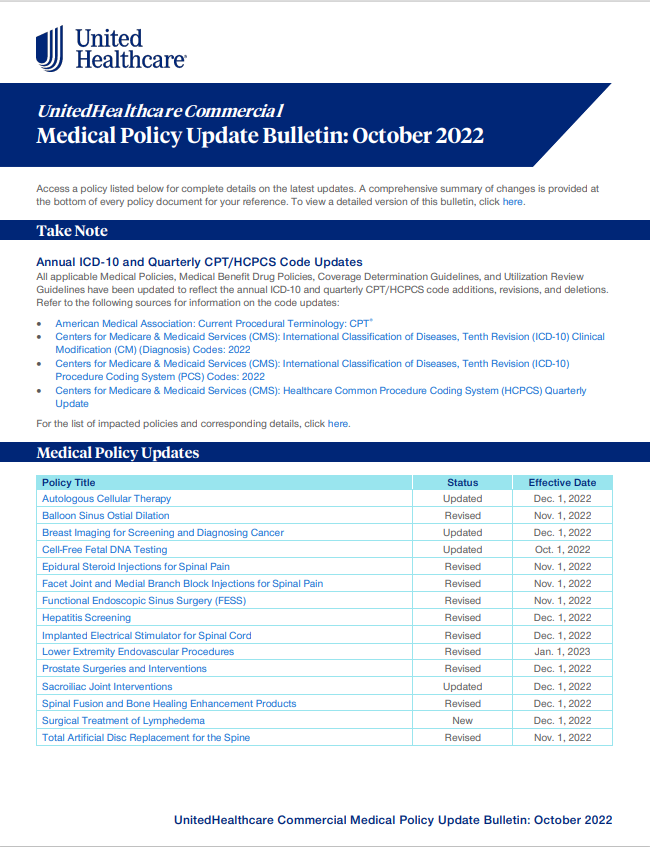 United
Healthcare®
UnitedHealthcare Commercial
Medical Policy Update Bulletin: October 2022
Access a policy listed below for complete details on the latest updates. A comprehensive summary of changes is provided at
the bottom of every policy document for your reference. To view a detailed version of this bulletin, click here.
Take Note
Annual ICD-10 and Quarterly CPT/HCPCS Code Updates
All applicable Medical Policies, Medical Benefit Drug Policies, Coverage Determination Guidelines, and Utilization Review
Guidelines have been updated to reflect the annual ICD-10 and quarterly CPT/HCPCS code additions, revisions, and deletions.
Refer to the following sources for information on the code updates:
• American Medical Association: Current Procedural Terminology: CPT®
• Centers for Medicare & Medicaid Services (CMS): International Classification of Diseases, Tenth Revision (ICD-10) Clinical
Modification (CM) (Diagnosis) Codes: 2022
• Centers for Medicare & Medicaid Services (CMS): International Classification of Diseases, Tenth Revision (ICD-10)
Procedure Coding System (PCS) Codes: 2022
• Centers for Medicare & Medicaid Services (CMS): Healthcare Common Procedure Coding System (HCPCS) Quarterly
Update
For the list of impacted policies and corresponding details, click here.
Medical Policy Updates
Policy Title Status Effective Date
Autologous Cellular Therapy Updated Dec. 1, 2022
Balloon Sinus Ostial Dilation Revised Nov. 1, 2022
Breast Imaging for Screening and Diagnosing Cancer Updated Dec. 1, 2022
Cell-Free Fetal DNA Testing Updated Oct. 1, 2022
Epidural Steroid Injections for Spinal Pain Revised Nov. 1, 2022
Facet Joint and Medial Branch Block Injections for Spinal Pain Revised Nov. 1, 2022
Functional Endoscopic Sinus Surgery (FESS) Revised Nov. 1, 2022
Hepatitis Screening Revised Dec. 1, 2022
Implanted Electrical Stimulator for Spinal Cord Revised Dec. 1, 2022
Lower Extremity Endovascular Procedures Revised Jan. 1, 2023
Prostate Surgeries and Interventions Revised Dec. 1, 2022
Sacroiliac Joint Interventions Updated Dec. 1, 2022
Spinal Fusion and Bone Healing Enhancement Products Revised Dec. 1, 2022
Surgical Treatment of Lymphedema New Dec. 1, 2022
Total Artificial Disc Replacement for the Spine Revised Nov. 1, 2022
UnitedHealthcare Commercial Medical Policy Update Bulletin: October 2022